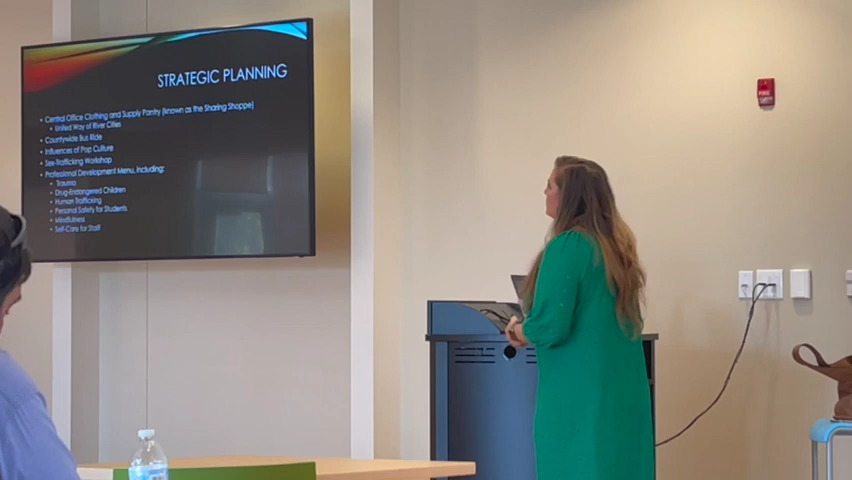 STRATEGIC PLANNING
• Central Office Clothing and Supply Pantry (known as the Sharing Shoppe)
• United Way of River Cities
• Countywide Bus Ride
• Influences of Pop Culture
• Sex-Trafficking Workshop
• Professional Development Menu, including:
• Trauma
• Drug-Endangered Children
• Human Trafficking
• Personal Safety for Students
• Mindfulness
• Self-Care for Staff
FIRE